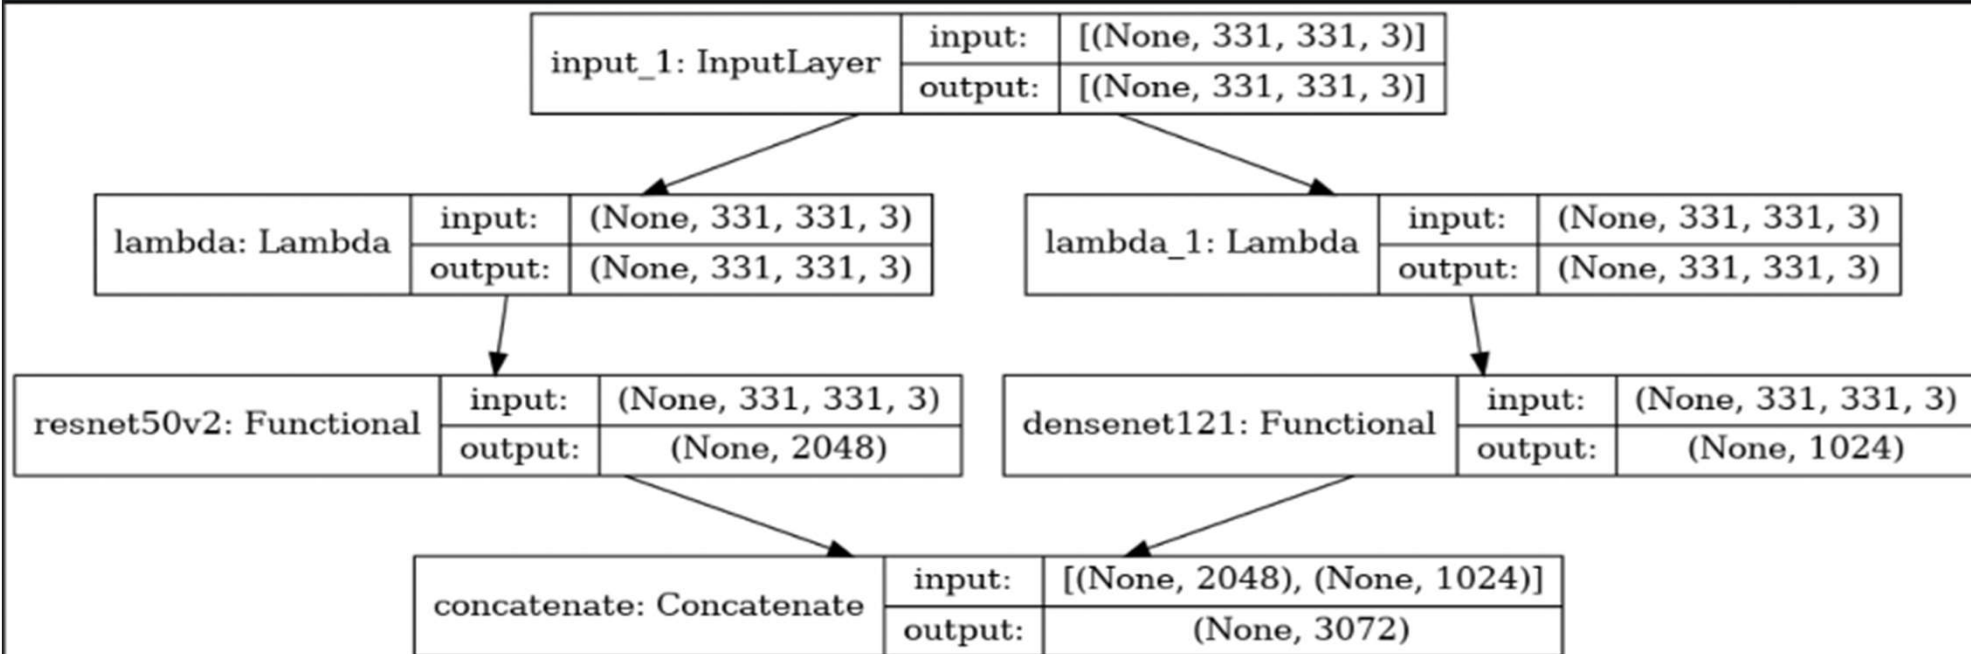 input_1: InputLayer
input: [(None, 331, 331, 3)]
output: [(None, 331, 331, 3)]
lambda: Lambda
input: (None, 331, 331, 3)
output: (None, 331, 331, 3)
lambda_1: Lambda
input: (None, 331, 331, 3)
output: (None, 331, 331, 3)
resnet50v2: Functional
input: (None, 331, 331, 3)
output: (None, 2048)
densenet121: Functional
input: (None, 331, 331, 3)
output: (None, 1024)
concatenate: Concatenate
input: [(None, 2048), (None, 1024)]
output: (None, 3072)